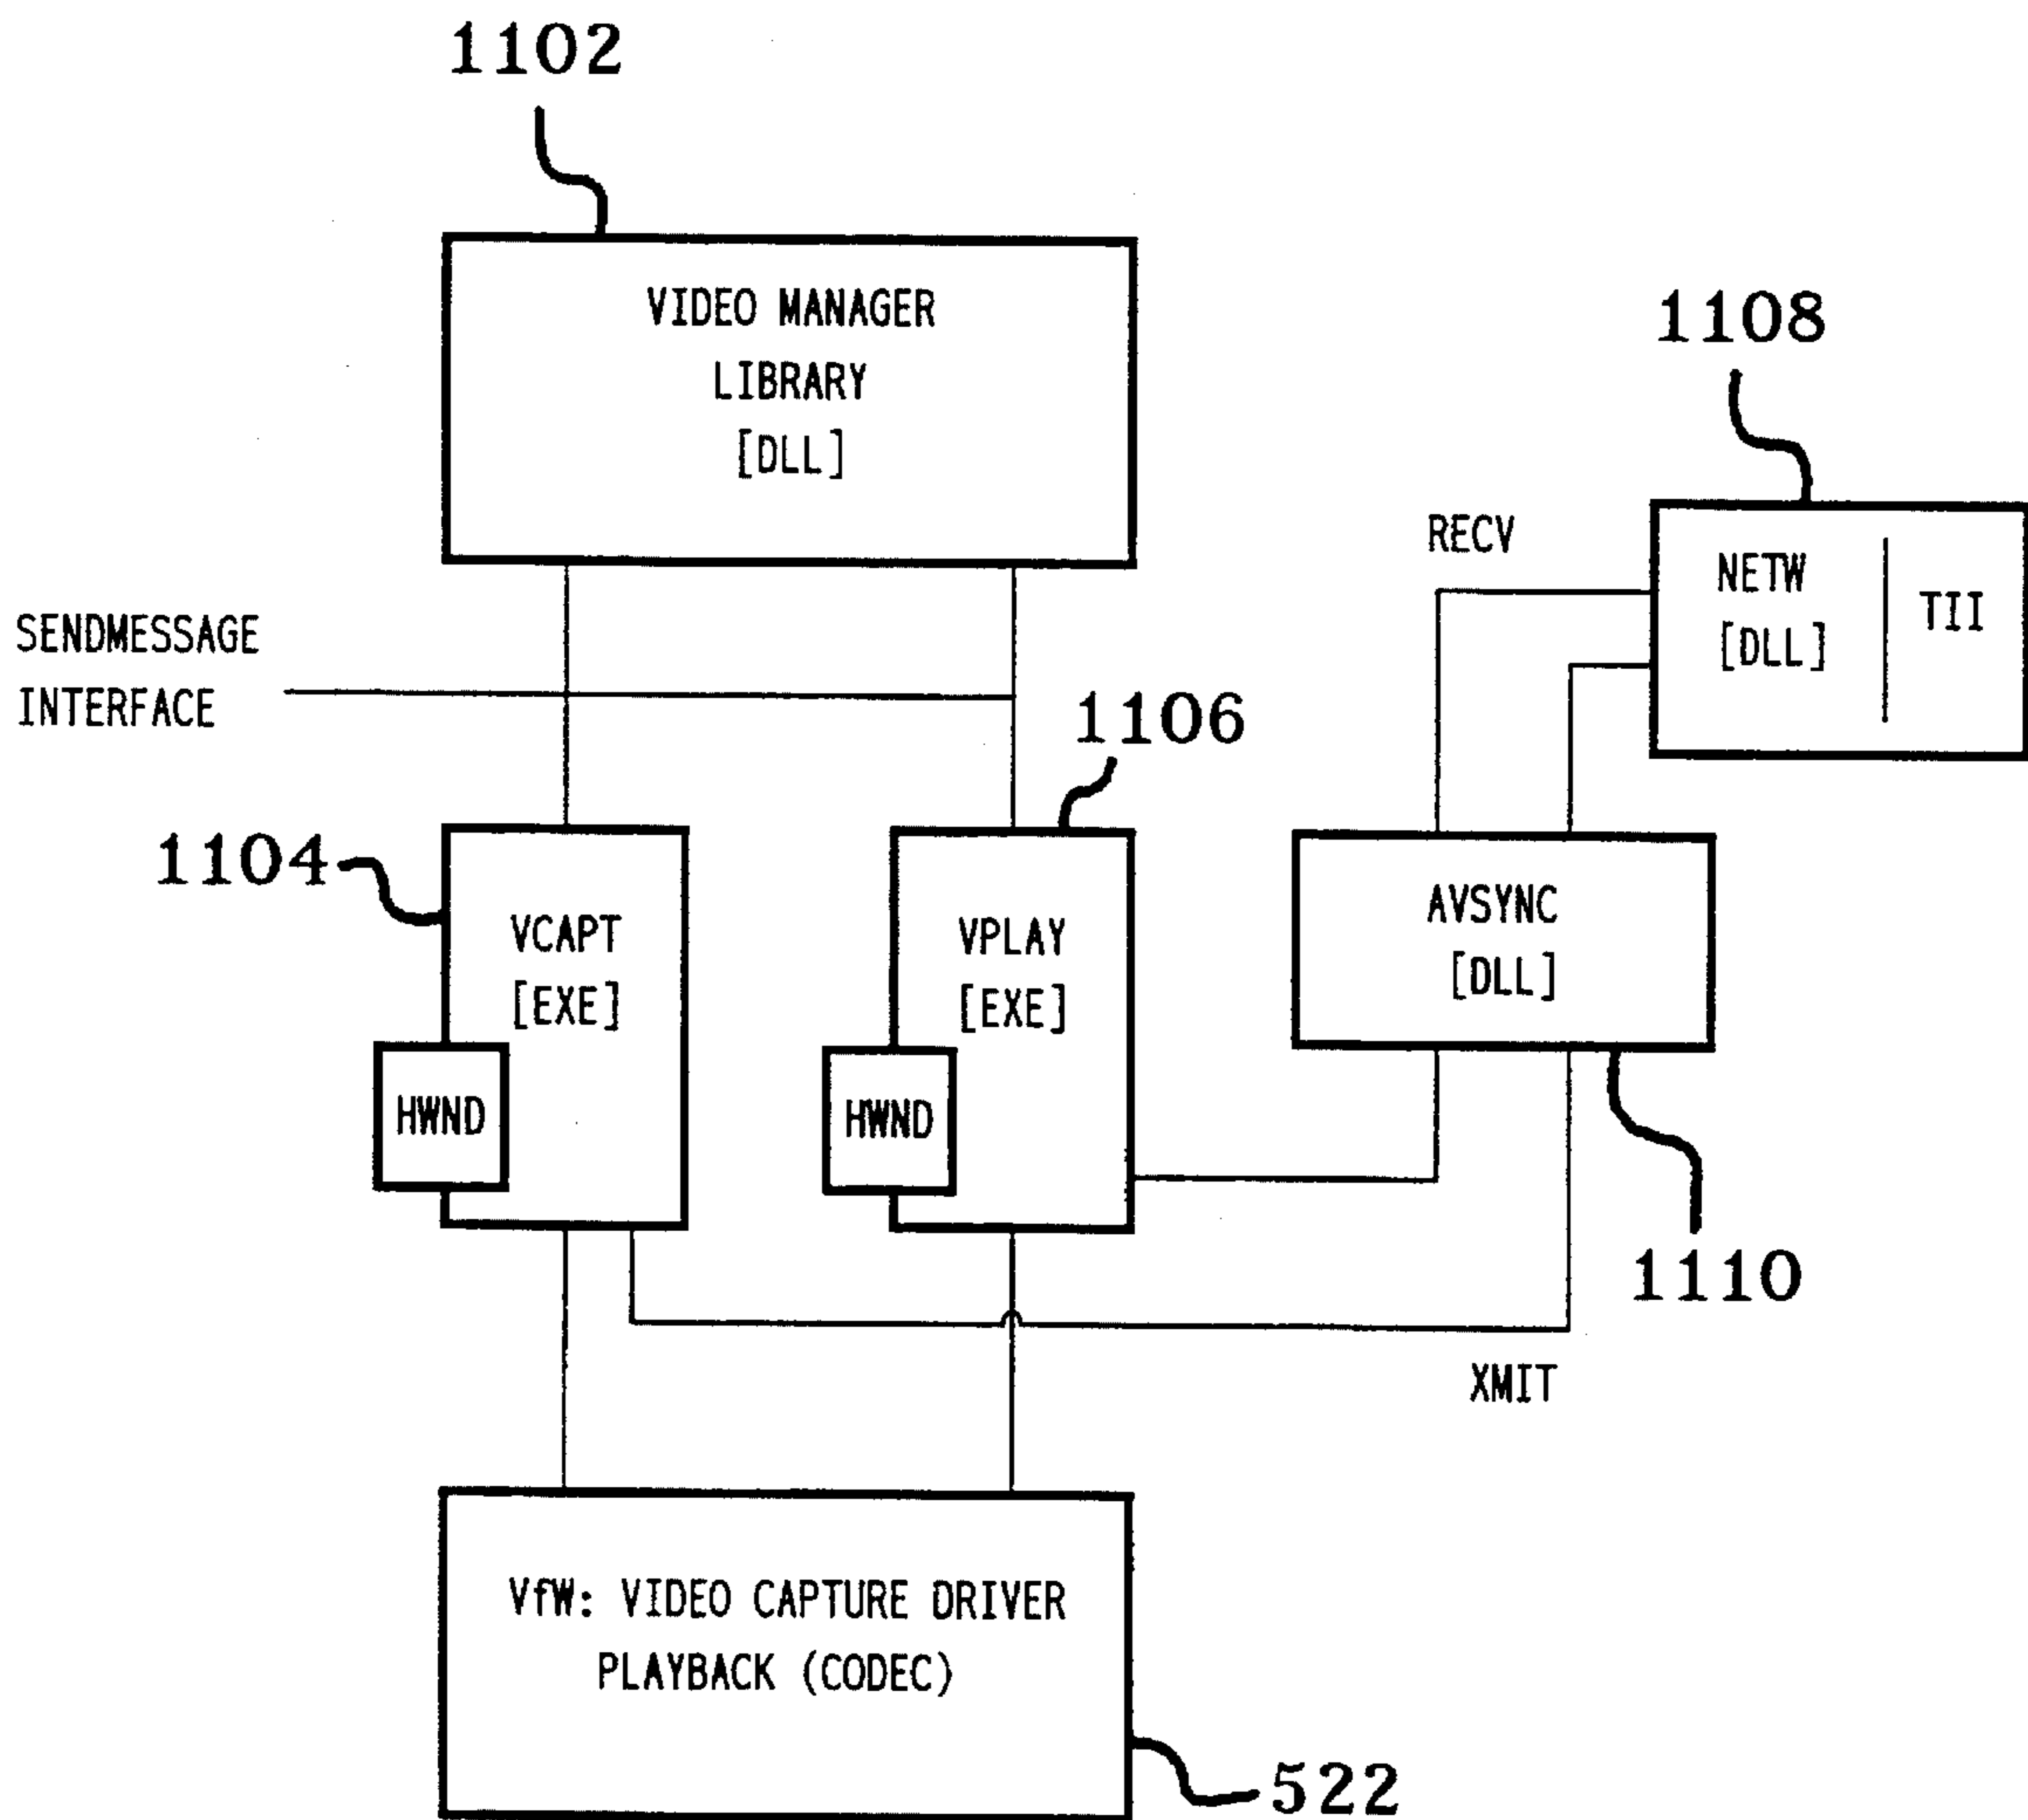 1102
VIDEO MANAGER
LIBRARY
[DLL]
1108
RECV
NETW
[DLL]
TII
SENDMESSAGE
INTERFACE
1106
1104
VCAPT
[EXE]
HWND
VPLAY
[EXE]
HWND
AVSYNC
[DLL]
1110
XMIT
VfW: VIDEO CAPTURE DRIVER
PLAYBACK (CODEC)
522